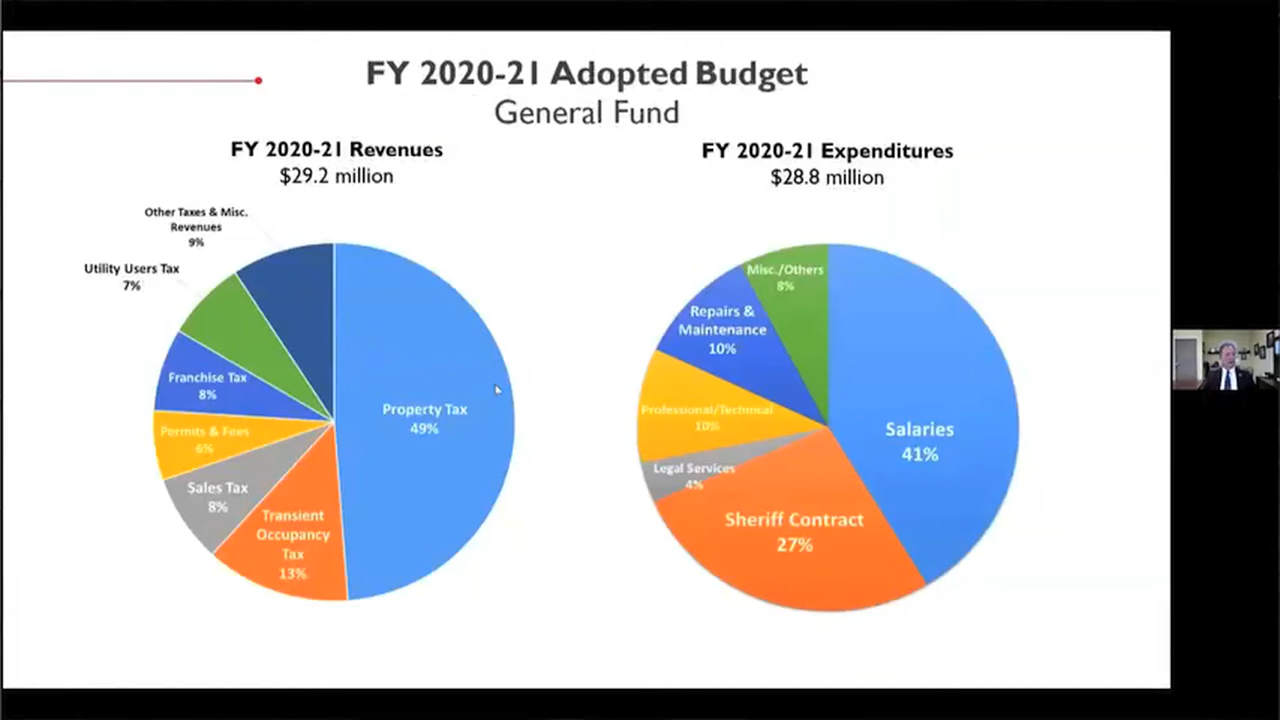 FY 2020-21 Adopted Budget
General Fund
FY 2020-21 Revenues
$29.2 million
Other Taxes & Misc.
Revenues
9%
Utility Users Tax
7%
Franchise Tax
8%
Permits & Fees
6%
Sales Tax
8%
Transient
Occupancy
Tax
13%
Property Tax
49%
FY 2020-21 Expenditures
$28.8 million
Misc./Others
8%
Repairs &
Maintenance
10%
Professional/Technical
10%
Legal Services
4%
Sheriff Contract
27%
Salaries
41%